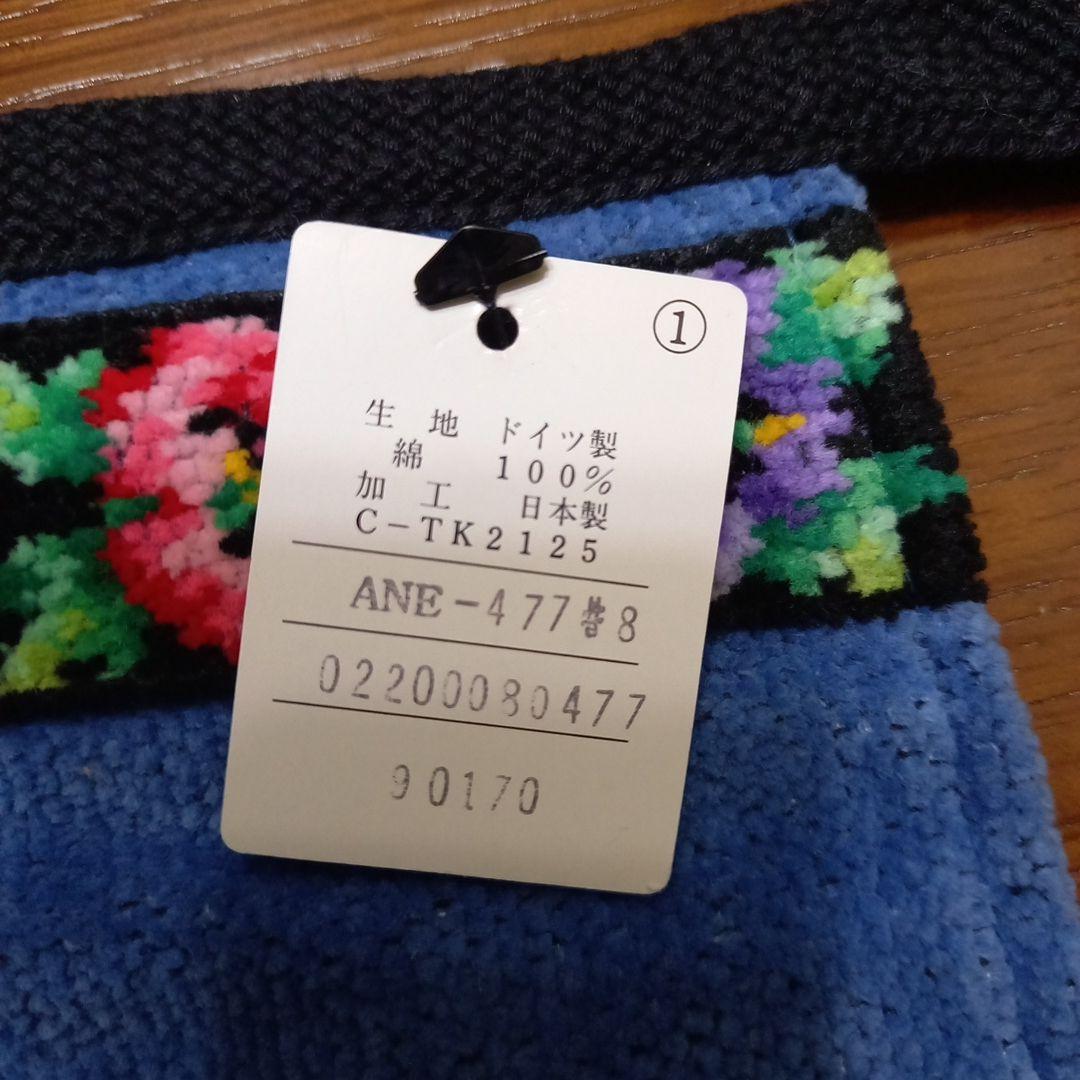 ①
生地 ドイツ製
綿 100%
加工 日本製
C-TK2125
ANE-477 8
02200080477
90170